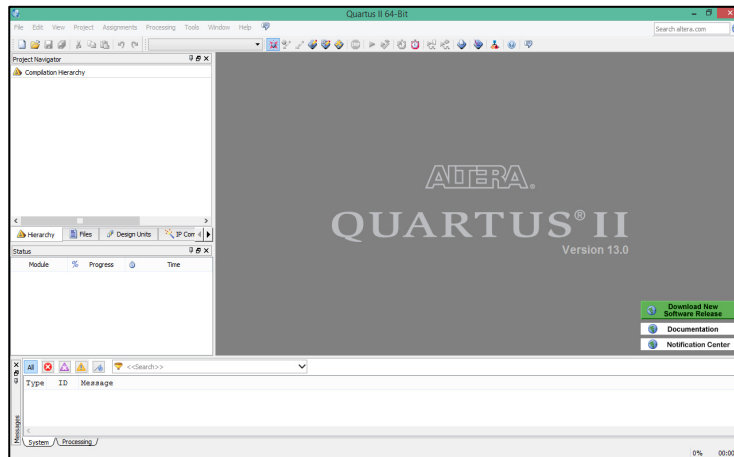 Quartus II 64-Bit
File Edit View Project Assignments Processing Tools Window Help
Search altera.com
Project Navigator
Compilation Hierarchy
Hierarchy Files Design Units IP Com
Status
Module % Progress Time
ALTERA®
QUARTUS® II
Version 13.0
Download New
Software Release
Documentation
Notification Center
All <<Search>>
Type ID Message
Messages
System Processing
0% 00:00